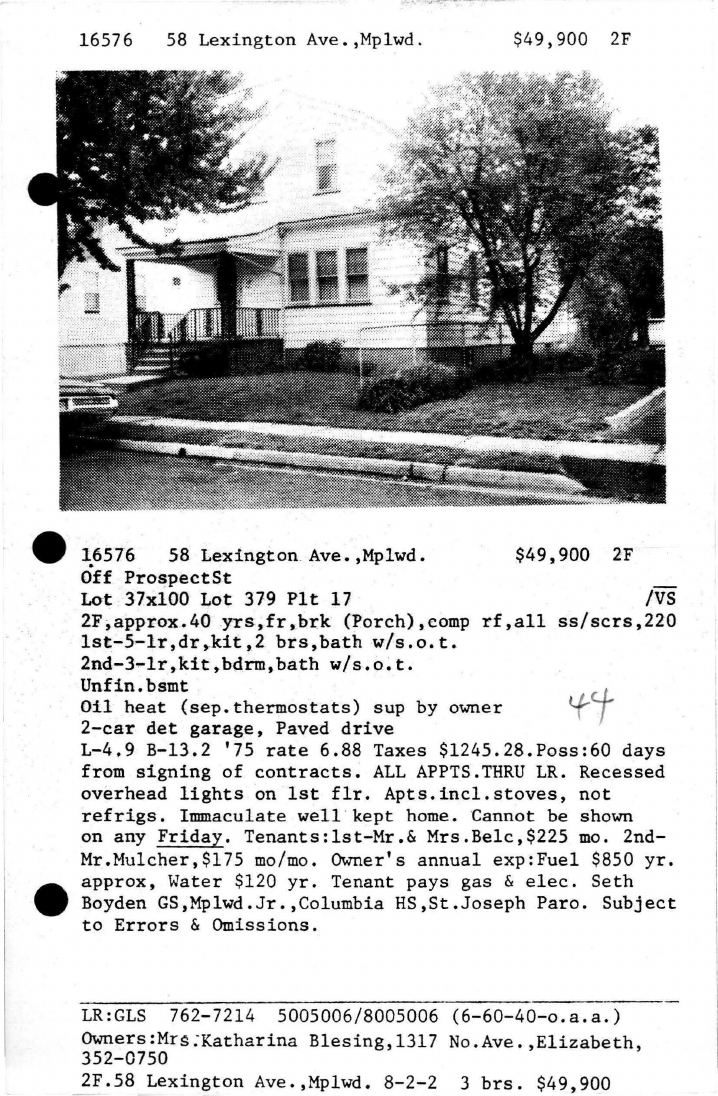 16576 58 Lexington Ave.,Mplwd. $49,900 2F
16576 58 Lexington Ave.,Mplwd. $49,900 2F
Off ProspectSt
Lot 37x100 Lot 379 Plt 17 /VS
2F,approx.40 yrs,fr,brk (Porch),comp rf,all ss/scrs,220
1st-5-lr,dr,kit,2 brs,bath w/s.o.t.
2nd-3-lr,kit,bdrm,bath w/s.o.t.
Unfin.bsmt
Oil heat (sep.thermostats) sup by owner 44
2-car det garage, Paved drive
L-4.9 B-13.2 '75 rate 6.88 Taxes $1245.28.Poss:60 days
from signing of contracts. ALL APPTS.THRU LR. Recessed
overhead lights on 1st flr. Apts.incl.stoves, not
refrigs. Immaculate well kept home. Cannot be shown
on any Friday. Tenants:1st-Mr.& Mrs.Belc,$225 mo. 2nd-
Mr.Mulcher,$175 mo/mo. Owner's annual exp:Fuel $850 yr.
approx, Water $120 yr. Tenant pays gas & elec. Seth
Boyden GS,Mplwd.Jr.,Columbia HS,St.Joseph Paro. Subject
to Errors & Omissions.
LR:GLS 762-7214 5005006/8005006 (6-60-40-o.a.a.)
Owners:Mrs.Katharina Blesing,1317 No.Ave.,Elizabeth,
352-0750
2F.58 Lexington Ave.,Mplwd. 8-2-2 3 brs. $49,900